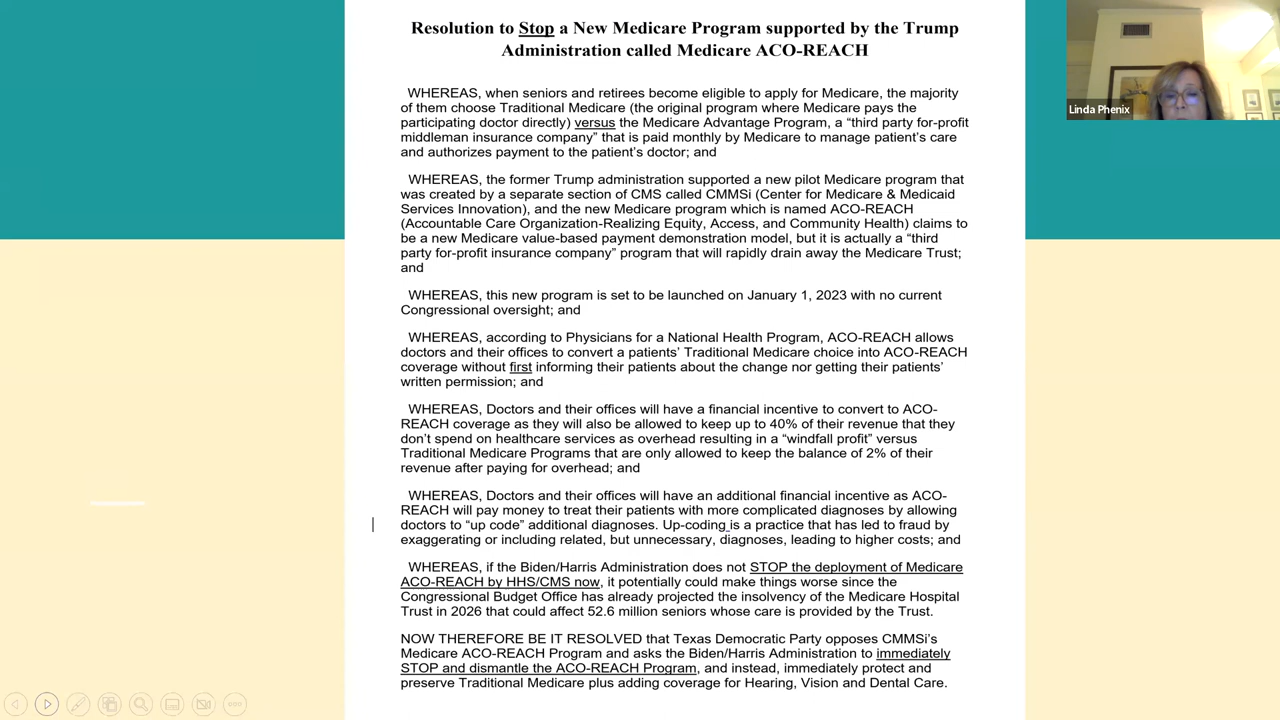 Resolution to Stop a New Medicare Program supported by the Trump
Administration called Medicare ACO-REACH
WHEREAS, when seniors and retirees become eligible to apply for Medicare, the majority
of them choose Traditional Medicare (the original program where Medicare pays the
participating doctor directly) versus the Medicare Advantage Program, a “third party for-profit
middleman insurance company” that is paid monthly by Medicare to manage patient’s care
and authorizes payment to the patient’s doctor; and
WHEREAS, the former Trump administration supported a new pilot Medicare program that
was created by a separate section of CMS called CMMSi (Center for Medicare & Medicaid
Services Innovation), and the new Medicare program which is named ACO-REACH
(Accountable Care Organization-Realizing Equity, Access, and Community Health) claims to
be a new Medicare value-based payment demonstration model, but it is actually a “third
party for-profit insurance company” program that will rapidly drain away the Medicare Trust;
and
WHEREAS, this new program is set to be launched on January 1, 2023 with no current
Congressional oversight; and
WHEREAS, according to Physicians for a National Health Program, ACO-REACH allows
doctors and their offices to convert a patients’ Traditional Medicare choice into ACO-REACH
coverage without first informing their patients about the change nor getting their patients’
written permission; and
WHEREAS, Doctors and their offices will have a financial incentive to convert to ACO-
REACH coverage as they will also be allowed to keep up to 40% of their revenue that they
don’t spend on healthcare services as overhead resulting in a “windfall profit” versus
Traditional Medicare Programs that are only allowed to keep the balance of 2% of their
revenue after paying for overhead; and
WHEREAS, Doctors and their offices will have an additional financial incentive as ACO-
REACH will pay money to treat their patients with more complicated diagnoses by allowing
doctors to “up code” additional diagnoses. Up-coding is a practice that has led to fraud by
exaggerating or including related, but unnecessary, diagnoses, leading to higher costs; and
WHEREAS, if the Biden/Harris Administration does not STOP the deployment of Medicare
ACO-REACH by HHS/CMS now, it potentially could make things worse since the
Congressional Budget Office has already projected the insolvency of the Medicare Hospital
Trust in 2026 that could affect 52.6 million seniors whose care is provided by the Trust.
NOW THEREFORE BE IT RESOLVED that Texas Democratic Party opposes CMMSi’s
Medicare ACO-REACH Program and asks the Biden/Harris Administration to immediately
STOP and dismantle the ACO-REACH Program, and instead, immediately protect and
preserve Traditional Medicare plus adding coverage for Hearing, Vision and Dental Care.
Linda Phenix